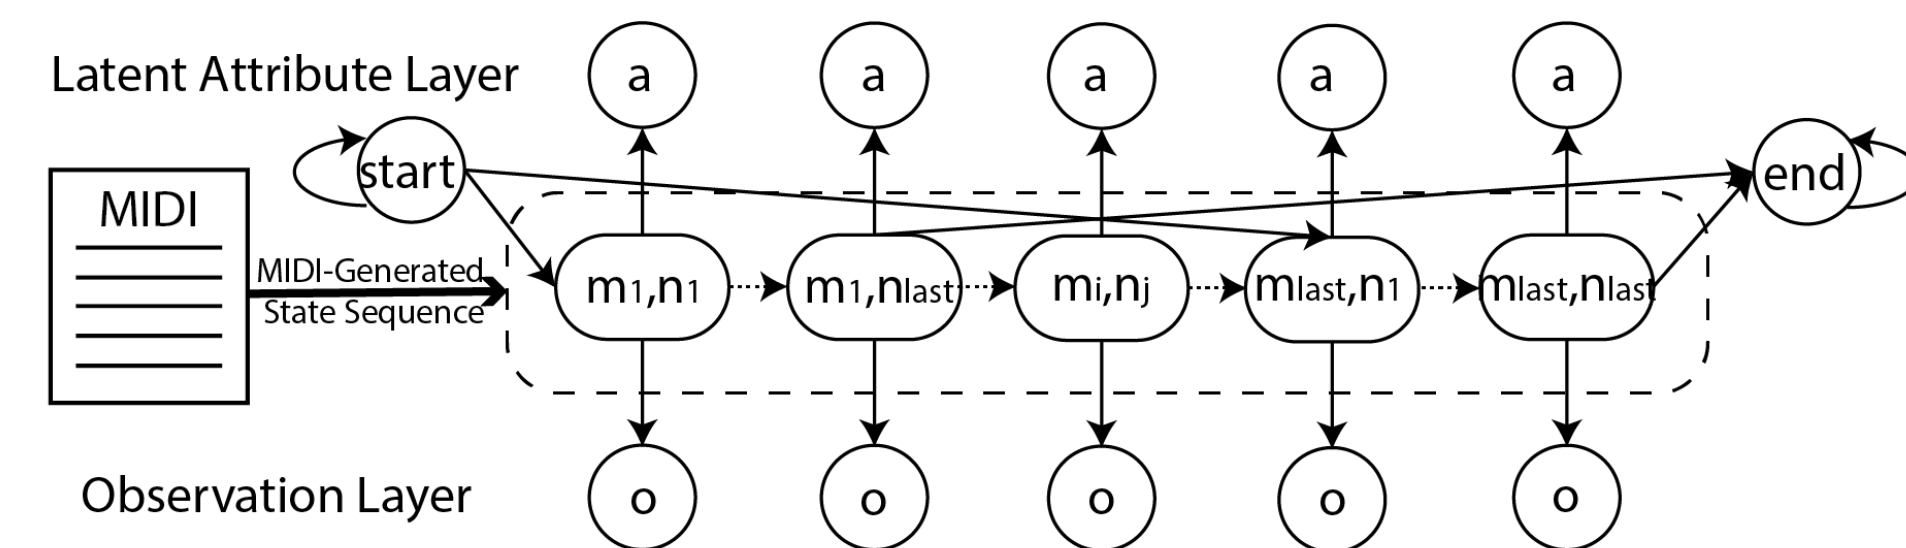 a a a a a
Latent Attribute Layer
start
end
MIDI
MIDI-Generated
State Sequence
m1,n1 m1,nlast mi,nj mlast,n1 mlast,nlast
Observation Layer
o o o o o